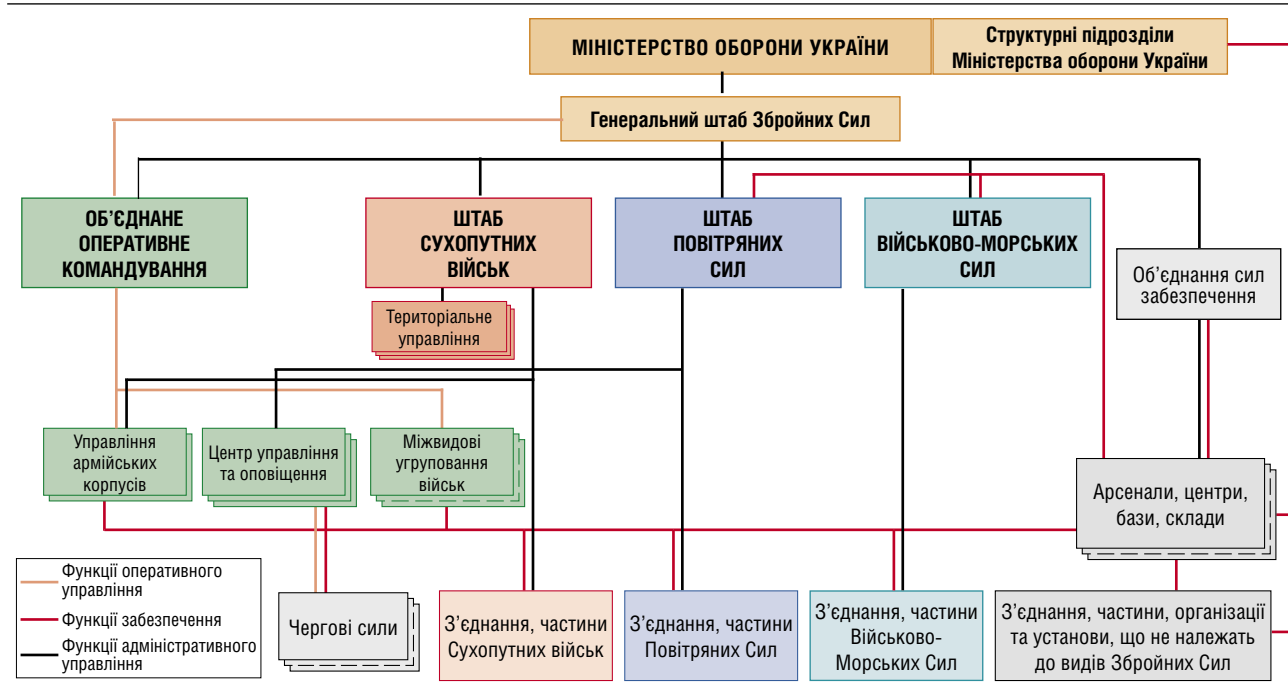 МІНІСТЕРСТВО ОБОРОНИ УКРАЇНИ
Структурні підрозділи
Міністерства оборони України
Генеральний штаб Збройних Сил
ОБ’ЄДНАНЕ
ОПЕРАТИВНЕ
КОМАНДУВАННЯ
ШТАБ
СУХОПУТНИХ
ВІЙСЬК
ШТАБ
ПОВІТРЯНИХ
СИЛ
ШТАБ
ВІЙСЬКОВО-МОРСЬКИХ
СИЛ
Об’єднання сил
забезпечення
Територіальне
управління
Управління
армійських
корпусів
Центр управління
та оповіщення
Міжвидові
угруповання
військ
Арсенали, центри,
бази, склади
Функції оперативного
управління
Функції забезпечення
Функції адміністративного
управління
Чергові сили
З’єднання, частини
Сухопутних військ
З’єднання, частини
Повітряних Сил
З’єднання, частини
Військово-
Морських Сил
З’єднання, частини, організації
та установи, що не належать
до видів Збройних Сил